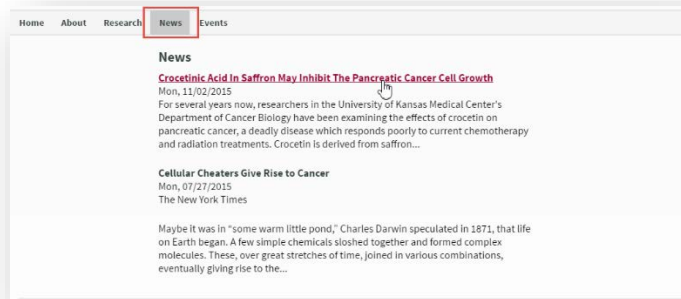 Home About Research News Events
News
Crocetinic Acid In Saffron May Inhibit The Pancreatic Cancer Cell Growth
Mon, 11/02/2015
For several years now, researchers in the University of Kansas Medical Center's
Department of Cancer Biology have been examining the effects of crocetin on
pancreatic cancer, a deadly disease which responds poorly to current chemotherapy
and radiation treatments. Crocetin is derived from saffron...
Cellular Cheaters Give Rise to Cancer
Mon, 07/27/2015
The New York Times
Maybe it was in “some warm little pond,” Charles Darwin speculated in 1871, that life
on Earth began. A few simple chemicals sloshed together and formed complex
molecules. These, over great stretches of time, joined in various combinations,
eventually giving rise to the...